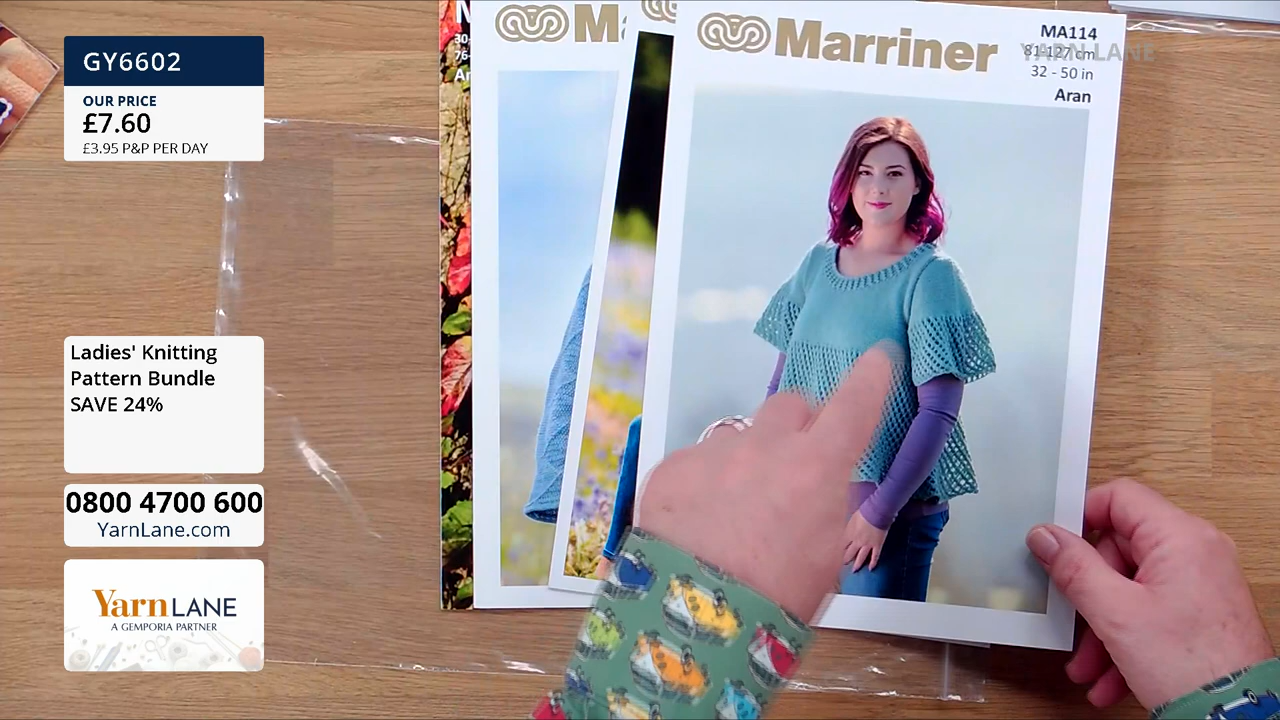 GY6602
OUR PRICE
£7.60
£3.95 P&P PER DAY
Ladies' Knitting
Pattern Bundle
SAVE 24%
0800 4700 600
YarnLane.com
Yarn LANE
A GEMPORIA PARTNER
Marriner
MA114
81-127 cm
32 - 50 in
Aran
YARN LANE